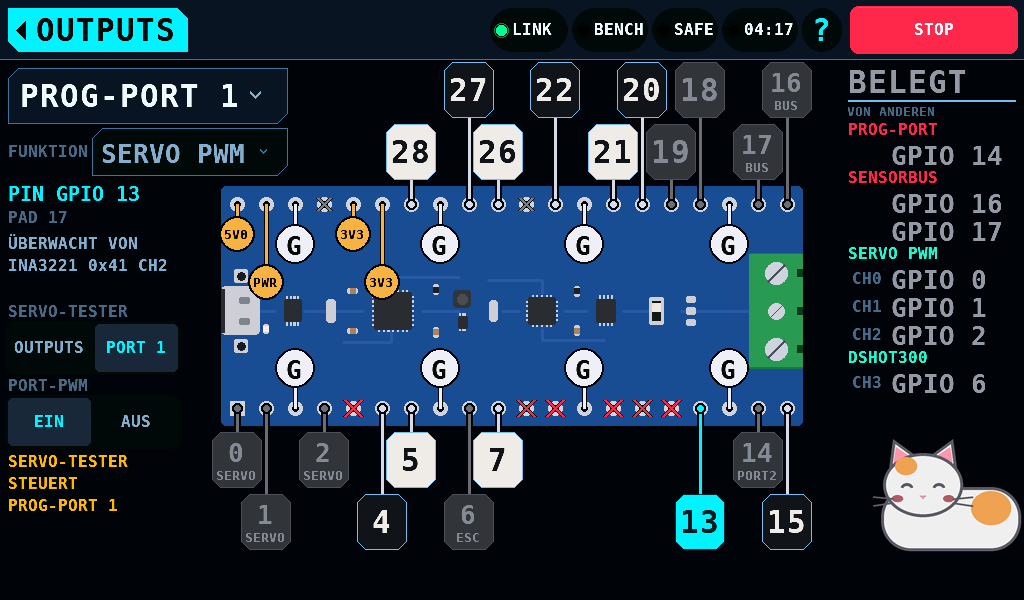 OUTPUTS
LINK
BENCH
SAFE
04:17
?
STOP
PROG-PORT 1
FUNKTION SERVO PWM
PIN GPIO 13
PAD 17
ÜBERWACHT VON
INA3221 0x41 CH2
SERVO-TESTER
OUTPUTS PORT 1
PORT-PWM
EIN AUS
SERVO-TESTER
STEUERT
PROG-PORT 1
27 22 20 18 16
BUS
28 26 21 19 17
BUS
5V0 G 3V3 G G G
PWR 3V3
G G G G
0 2 5 7 14
SERVO SERVO PORT2
1 4 6 13 15
SERVO ESC
BELEGT
VON ANDEREN
PROG-PORT
GPIO 14
SENSORBUS
GPIO 16
GPIO 17
SERVO PWM
CH0 GPIO 0
CH1 GPIO 1
CH2 GPIO 2
DSHOT300
CH3 GPIO 6